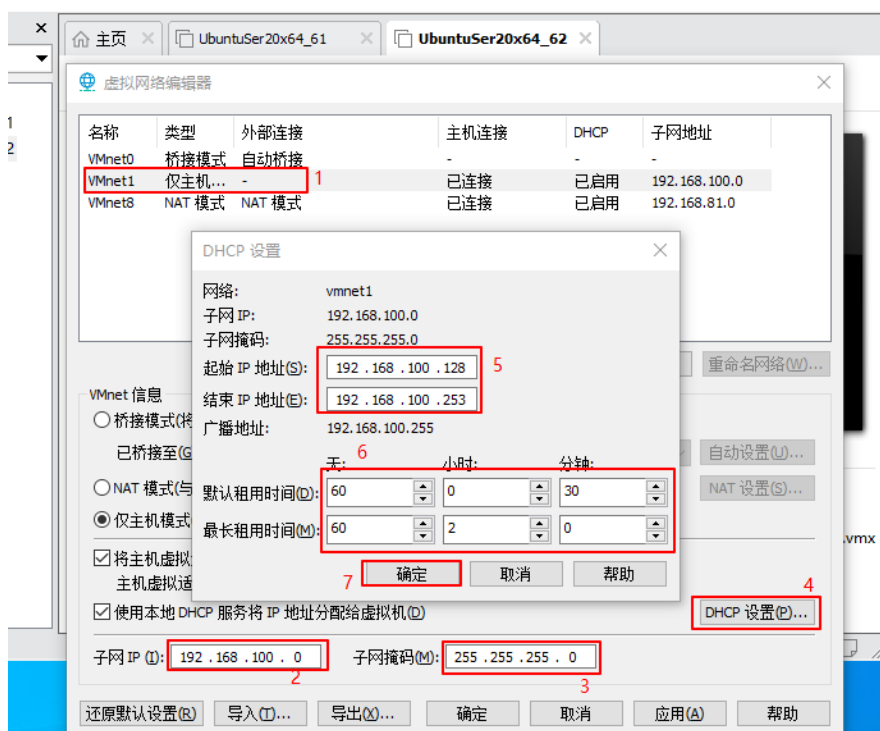 主页 UbuntuSer20x64_61 UbuntuSer20x64_62
虚拟网络编辑器
1
2
名称 类型 外部连接 主机连接 DHCP 子网地址
VMnet0 桥接模式 自动桥接 - - -
VMnet1 仅主机... - 1 已连接 已启用 192.168.100.0
VMnet8 NAT 模式 NAT 模式 已连接 已启用 192.168.81.0
DHCP 设置
网络: vmnet1
子网 IP: 192.168.100.0
子网掩码: 255.255.255.0
起始 IP 地址(S): 192 . 168 . 100 . 128 5
结束 IP 地址(E): 192 . 168 . 100 . 253
广播地址: 192.168.100.255
6
天: 小时: 分钟:
默认租用时间(D): 60 0 30
最长租用时间(M): 60 2 0
7 确定 取消 帮助
重命名网络(W)...
VMnet 信息
桥接模式(将
已桥接至(G 自动设置(U)...
NAT 模式(与 NAT 设置(S)...
仅主机模式
.vmx
将主机虚拟
主机虚拟适
4
使用本地 DHCP 服务将 IP 地址分配给虚拟机(D) DHCP 设置(P)...
子网 IP (I): 192 . 168 . 100 . 0 子网掩码(M): 255 . 255 . 255 . 0
2 3
还原默认设置(R) 导入(T)... 导出(X)... 确定 取消 应用(A) 帮助